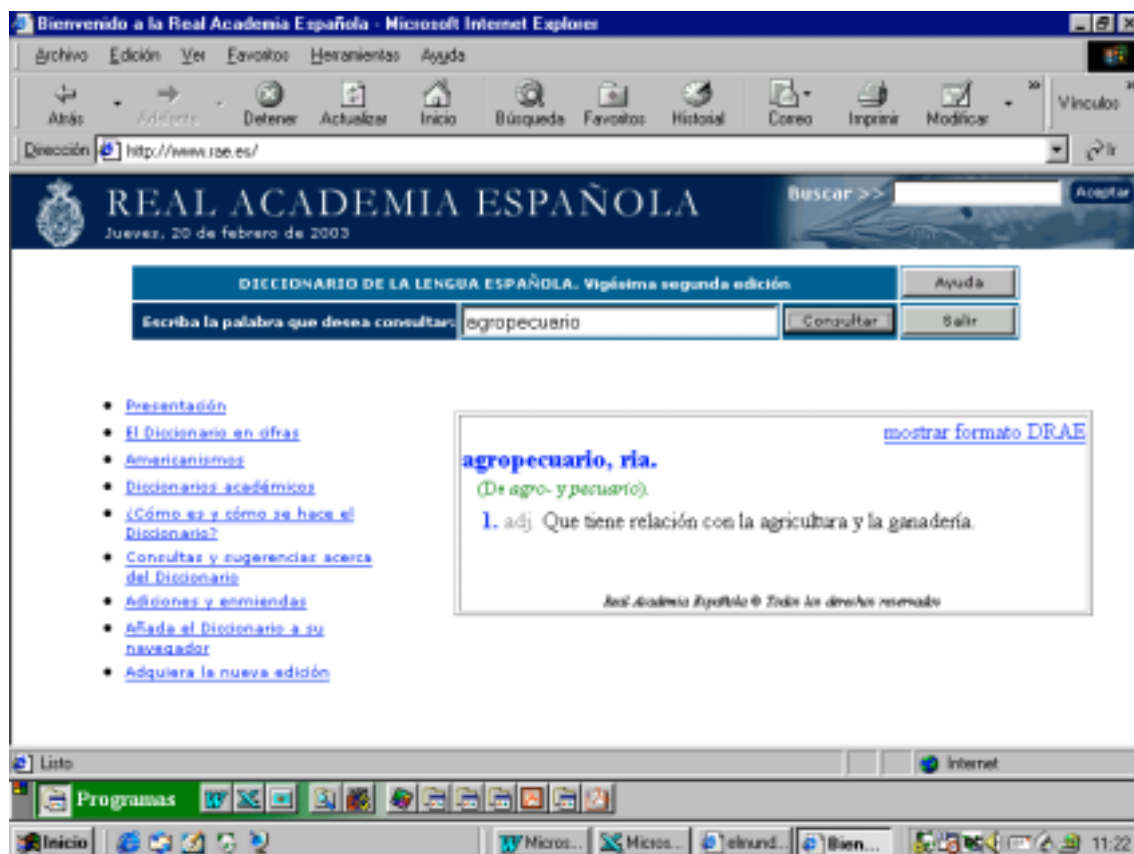 Bienvenido a la Real Academia Española - Microsoft Internet Explorer
Archivo Edición Ver Favoritos Herramientas Ayuda
Atrás Adelante Detener Actualizar Inicio Búsqueda Favoritos Historial Correo Imprimir Modificar » Vínculos »
Dirección http://www.rae.es/ Ir
REAL ACADEMIA ESPAÑOLA Buscar >> Aceptar
Jueves, 20 de febrero de 2003
DICCIONARIO DE LA LENGUA ESPAÑOLA. Vigésima segunda edición Ayuda
Escriba la palabra que desea consultar: agropecuario Consultar Salir
Presentación
El Diccionario en cifras
Americanismos
Diccionarios académicos
¿Cómo es y cómo se hace el
Diccionario?
Consultas y sugerencias acerca
del Diccionario
Adiciones y enmiendas
Añada el Diccionario a su
navegador
Adquiera la nueva edición
mostrar formato DRAE
agropecuario, ria.
(De agro- y pecuario).
1. adj. Que tiene relación con la agricultura y la ganadería.
Real Academia Española © Todos los derechos reservados
Listo Internet
Programas
Inicio Micros... Micros... elmund... Bien... 11:22